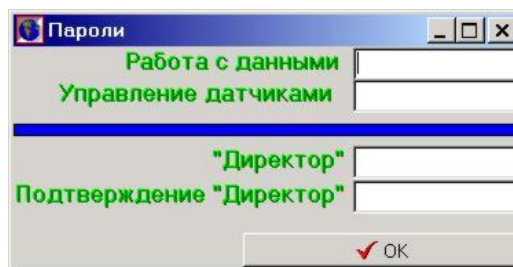 Пароли
Работа с данными
Управление датчиками
"Директор"
Подтверждение "Директор"
OK